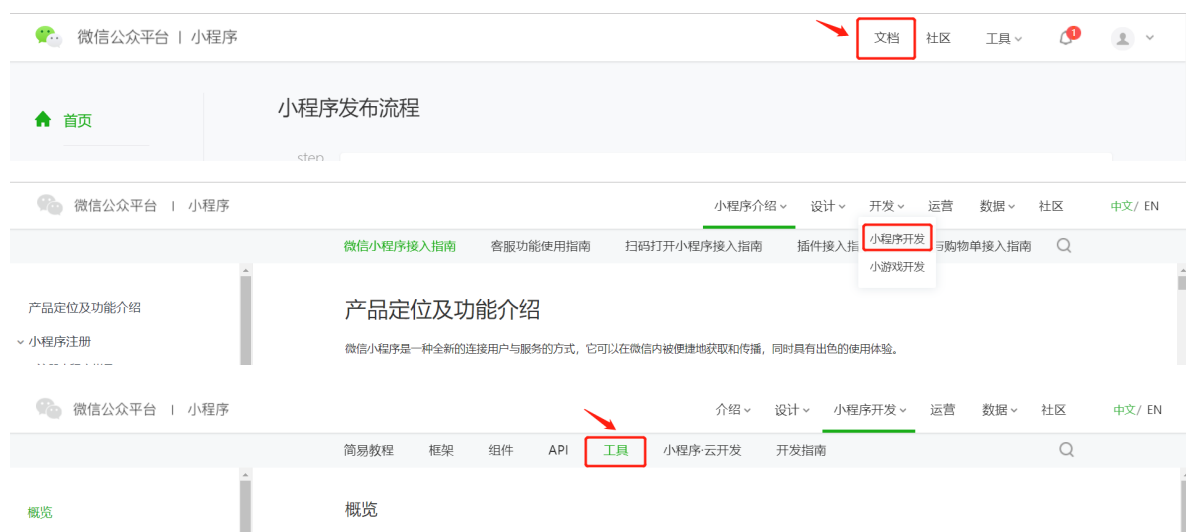 微信公众平台 | 小程序 文档 社区 工具 1
首页
小程序发布流程
step
微信公众平台 | 小程序 小程序介绍 设计 开发 运营 数据 社区 中文/ EN
微信小程序接入指南 客服功能使用指南 扫码打开小程序接入指南 插件接入指 小程序开发 与购物单接入指南
小游戏开发
产品定位及功能介绍 产品定位及功能介绍
小程序注册
微信小程序是一种全新的连接用户与服务的方式，它可以在微信内被便捷地获取和传播，同时具有出色的使用体验。
微信公众平台 | 小程序 介绍 设计 小程序开发 运营 数据 社区 中文/ EN
简易教程 框架 组件 API 工具 小程序·云开发 开发指南
概览 概览